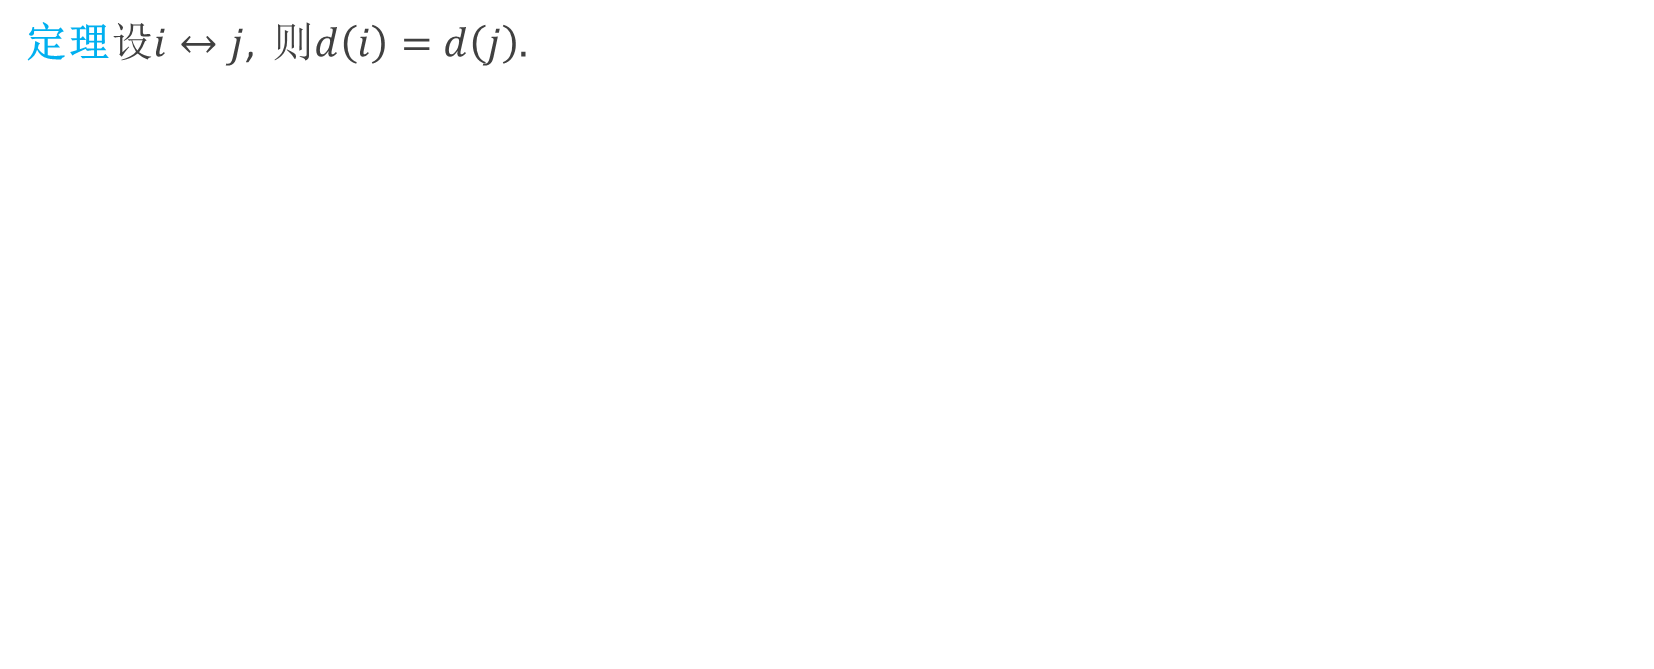 定理设i ↔ j, 则d(i) = d(j).